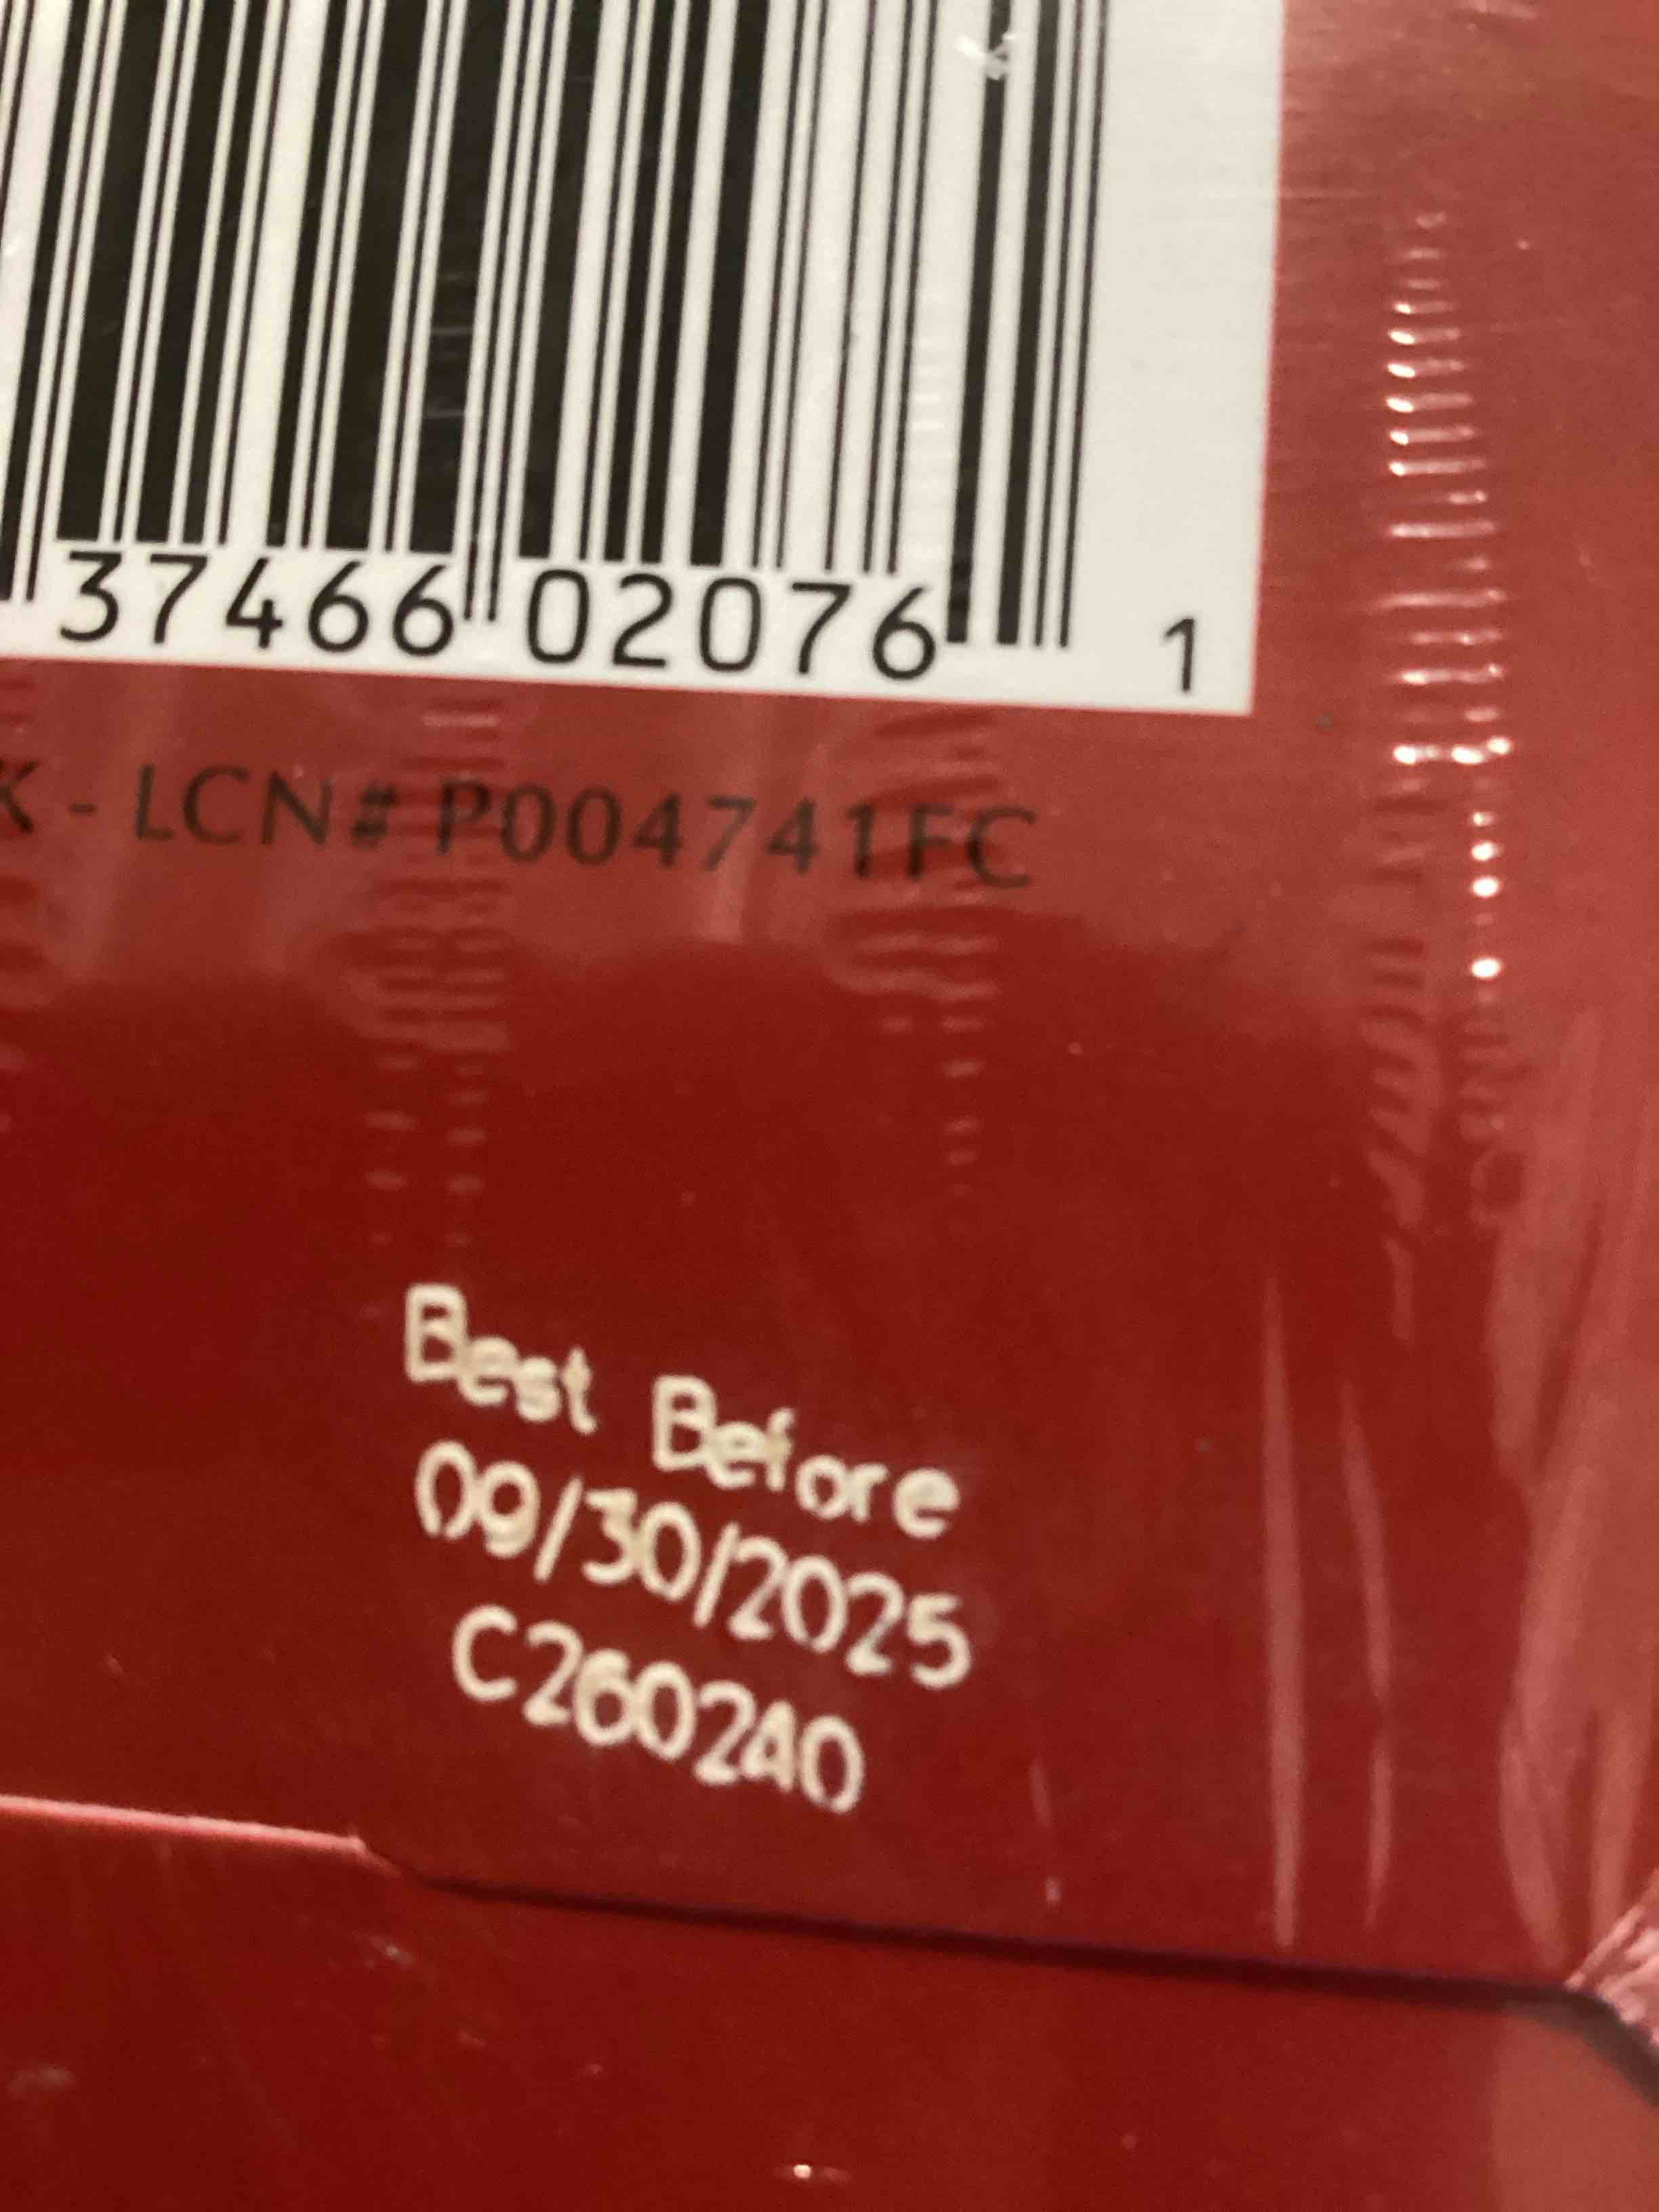 37466 02076 1
K - LCN# P004741FC
Best Before
09/30/2025
C260240